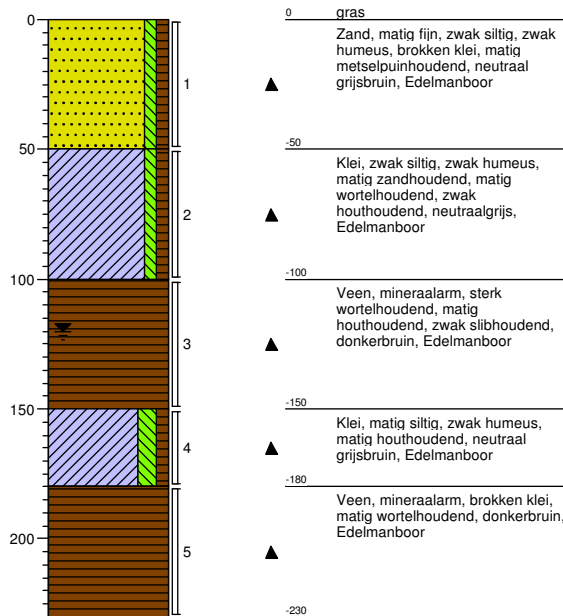 0
gras
Zand, matig fijn, zwak siltig, zwak
humeus, brokken klei, matig
metselpuinhoudend, neutraal
grijsbruin, Edelmanboor
1
50
-50
Klei, zwak siltig, zwak humeus,
matig zandhoudend, matig
wortelhoudend, zwak
houthoudend, neutraalgrijs,
Edelmanboor
2
100
-100
Veen, mineraalarm, sterk
wortelhoudend, matig
houthoudend, zwak slibhoudend,
donkerbruin, Edelmanboor
3
150
-150
Klei, matig siltig, zwak humeus,
matig houthoudend, neutraal
grijsbruin, Edelmanboor
4
-180
Veen, mineraalarm, brokken klei,
matig wortelhoudend, donkerbruin,
Edelmanboor
200
5
-230
0